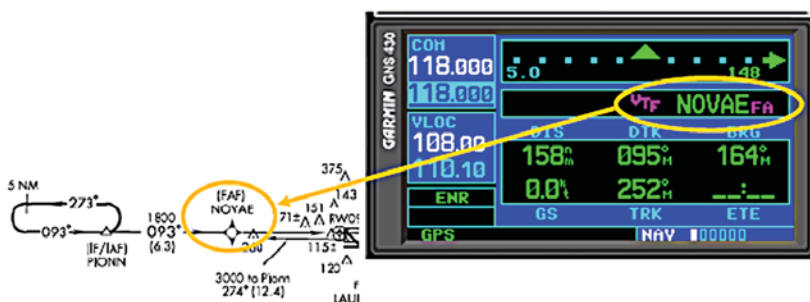 5 NM
273°
093°
(IF/IAF)
PIONN
1800
093°
(6.3)
(FAF)
NOVAE
375
143
151
71±
115±
120
3000 to Pionn
274° (12.4)
GARMIN GNS 430
COM
118.000
118.000
VLOC
108.00
110.10
ENR
GPS
5.0 148
VTF NOVAE FA
DIS DTK BRG
158nm 095°M 164°M
0.0kt 252°M __:__
GS TRK ETE
NAV